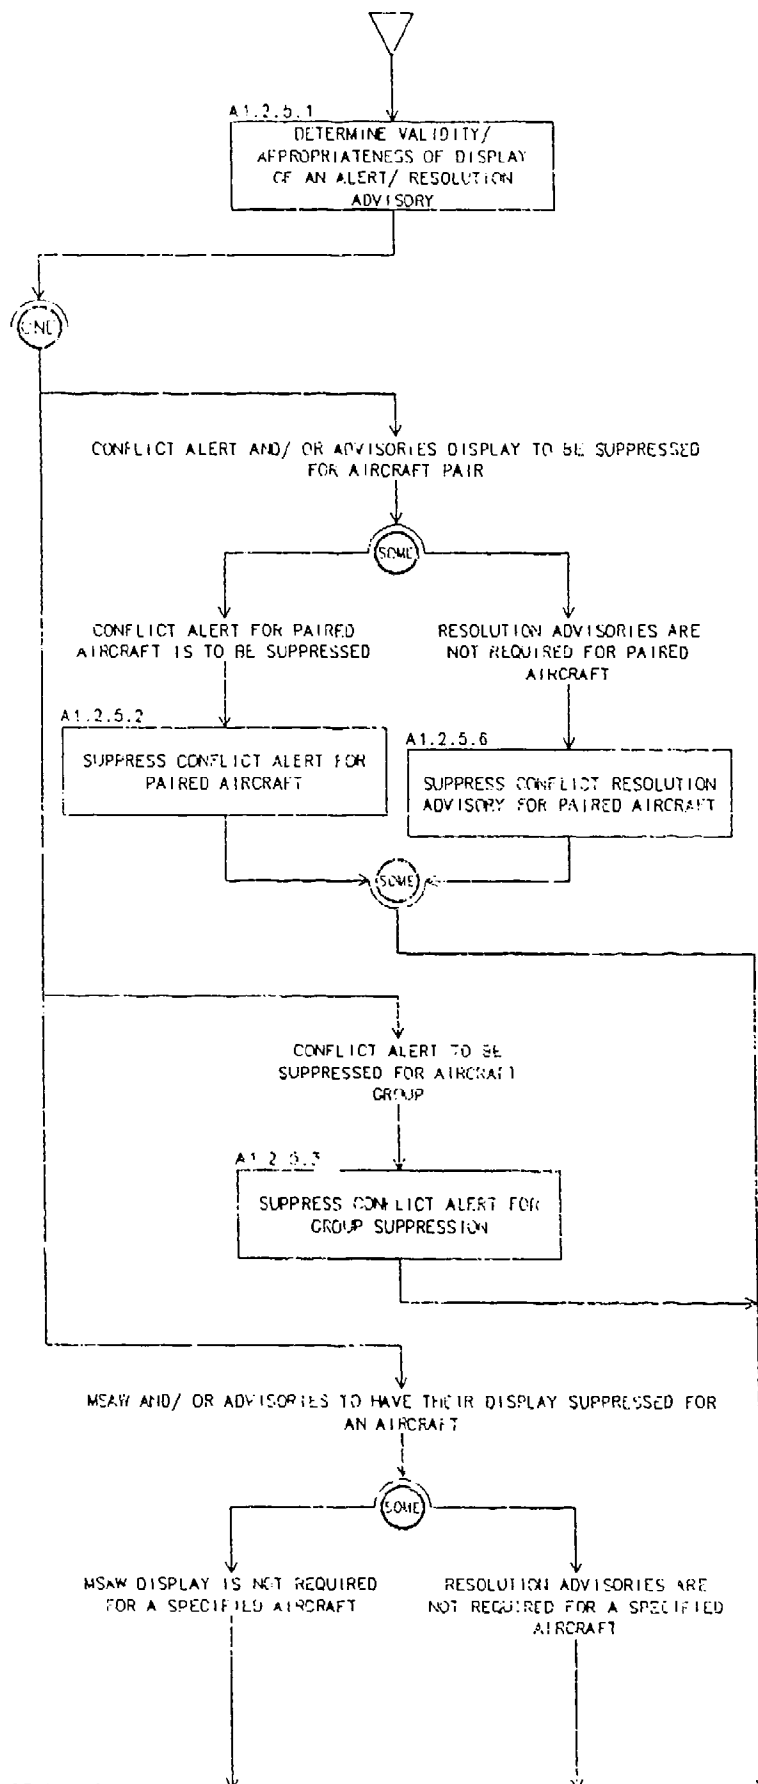 A1.2.5.1
DETERMINE VALIDITY/
APPROPRIATENESS OF DISPLAY
OF AN ALERT/ RESOLUTION
ADVISORY
ONE
CONFLICT ALERT AND/ OR ADVISORIES DISPLAY TO BE SUPPRESSED
FOR AIRCRAFT PAIR
SOME
CONFLICT ALERT FOR PAIRED
AIRCRAFT IS TO BE SUPPRESSED
RESOLUTION ADVISORIES ARE
NOT REQUIRED FOR PAIRED
AIRCRAFT
A1.2.5.2
SUPPRESS CONFLICT ALERT FOR
PAIRED AIRCRAFT
A1.2.5.6
SUPPRESS CONFLICT RESOLUTION
ADVISORY FOR PAIRED AIRCRAFT
SOME
CONFLICT ALERT TO BE
SUPPRESSED FOR AIRCRAFT
GROUP
A1.2.5.3
SUPPRESS CONFLICT ALERT FOR
GROUP SUPPRESSION
MSAW AND/ OR ADVISORIES TO HAVE THEIR DISPLAY SUPPRESSED FOR
AN AIRCRAFT
SOME
MSAW DISPLAY IS NOT REQUIRED
FOR A SPECIFIED AIRCRAFT
RESOLUTION ADVISORIES ARE
NOT REQUIRED FOR A SPECIFIED
AIRCRAFT